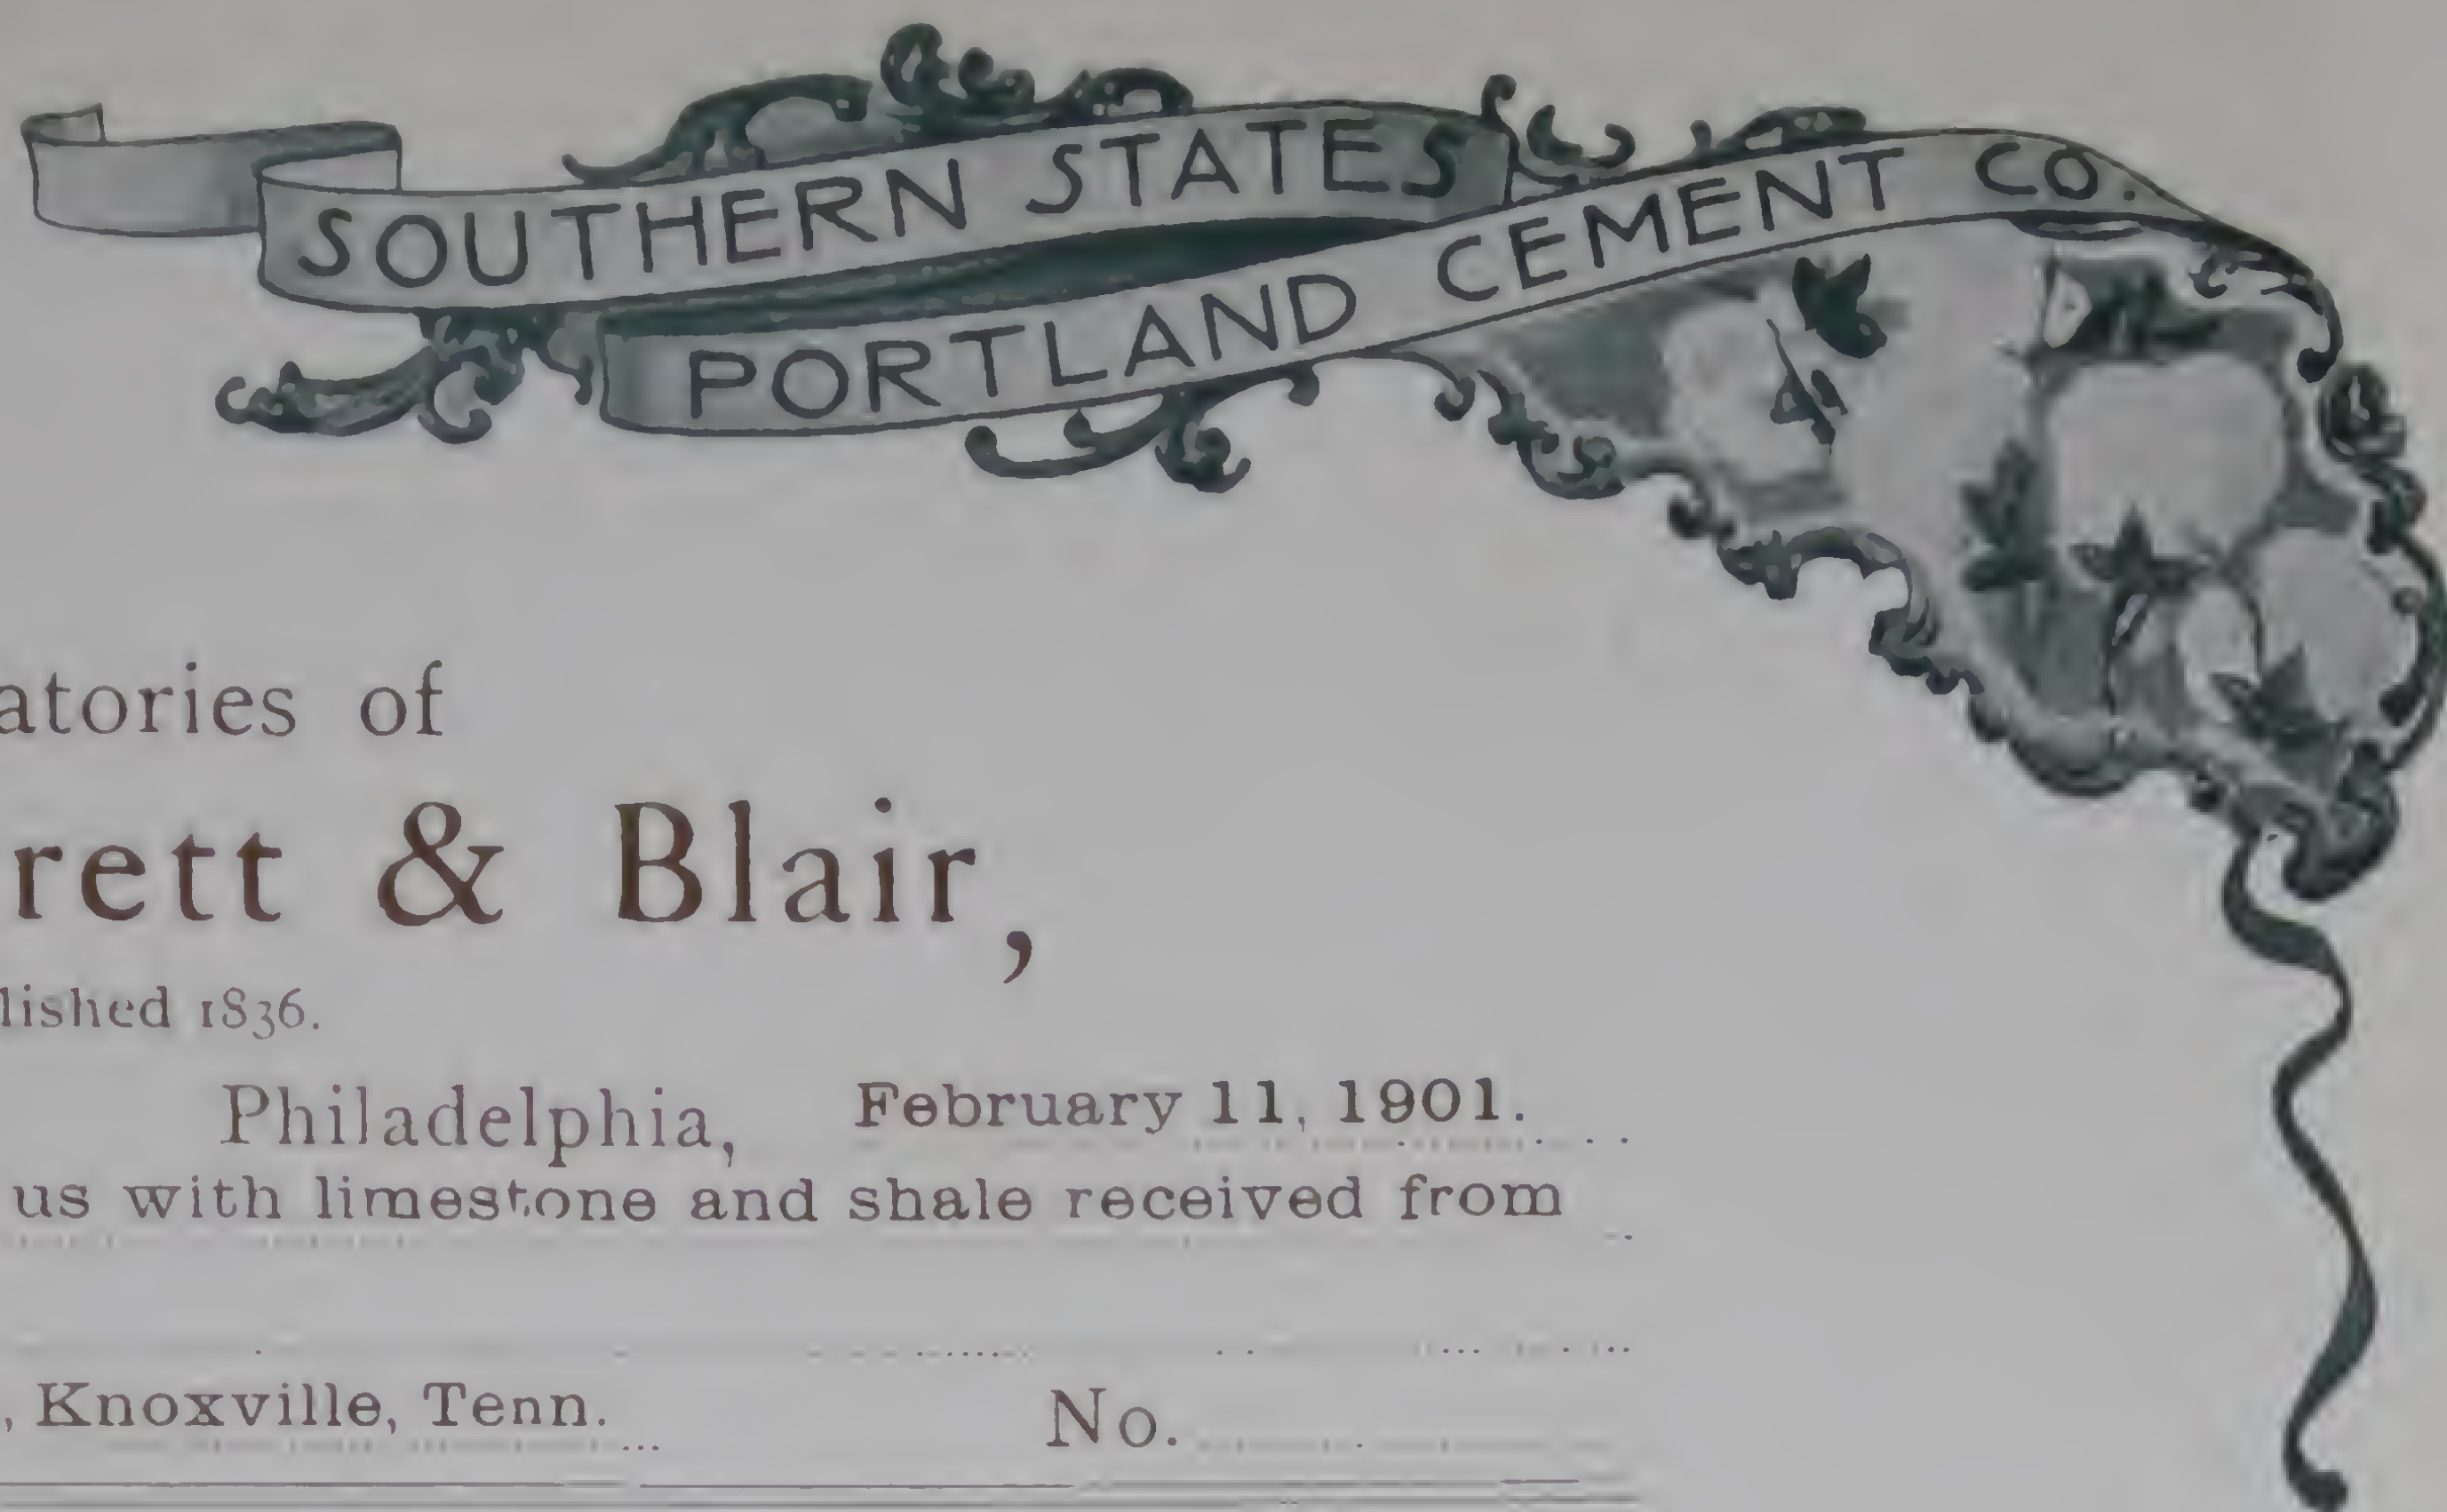 SOUTHERN STATES
PORTLAND CEMENT CO.
atories of
rett & Blair,
lished 1836.
Philadelphia, February 11, 1901.
us with limestone and shale received from
, Knoxville, Tenn. No.